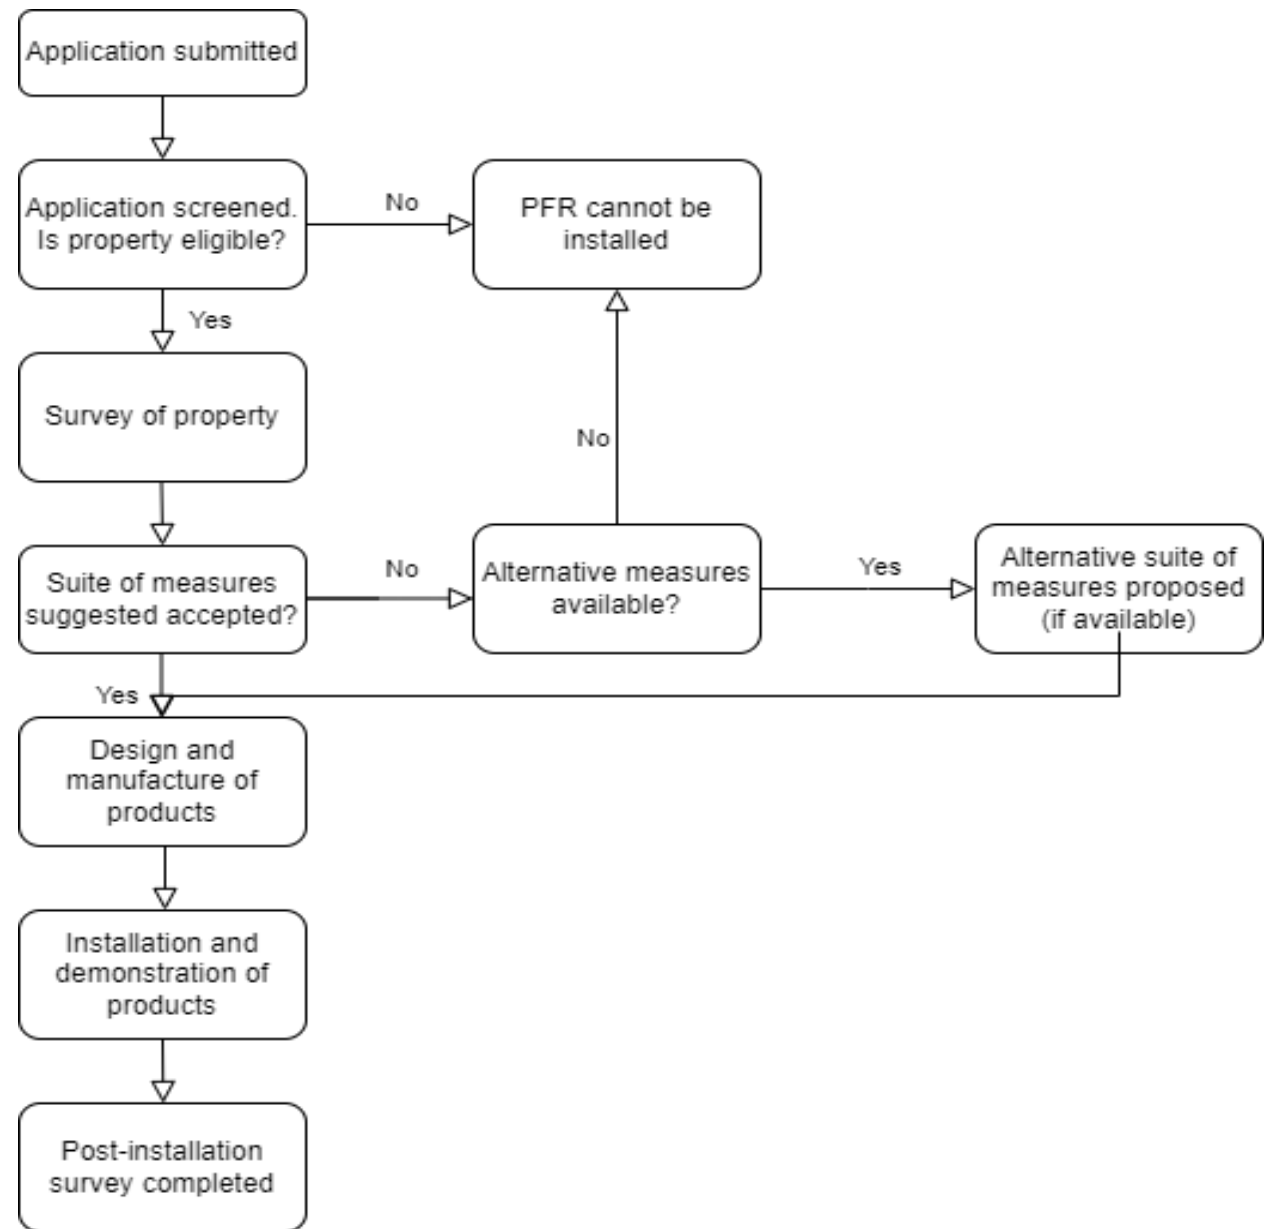 Application submitted
Application screened.
Is property eligible?
No
PFR cannot be
installed
Yes
Survey of property
No
Suite of measures
suggested accepted?
No
Alternative measures
available?
Yes
Alternative suite of
measures proposed
(if available)
Yes
Design and
manufacture of
products
Installation and
demonstration of
products
Post-installation
survey completed